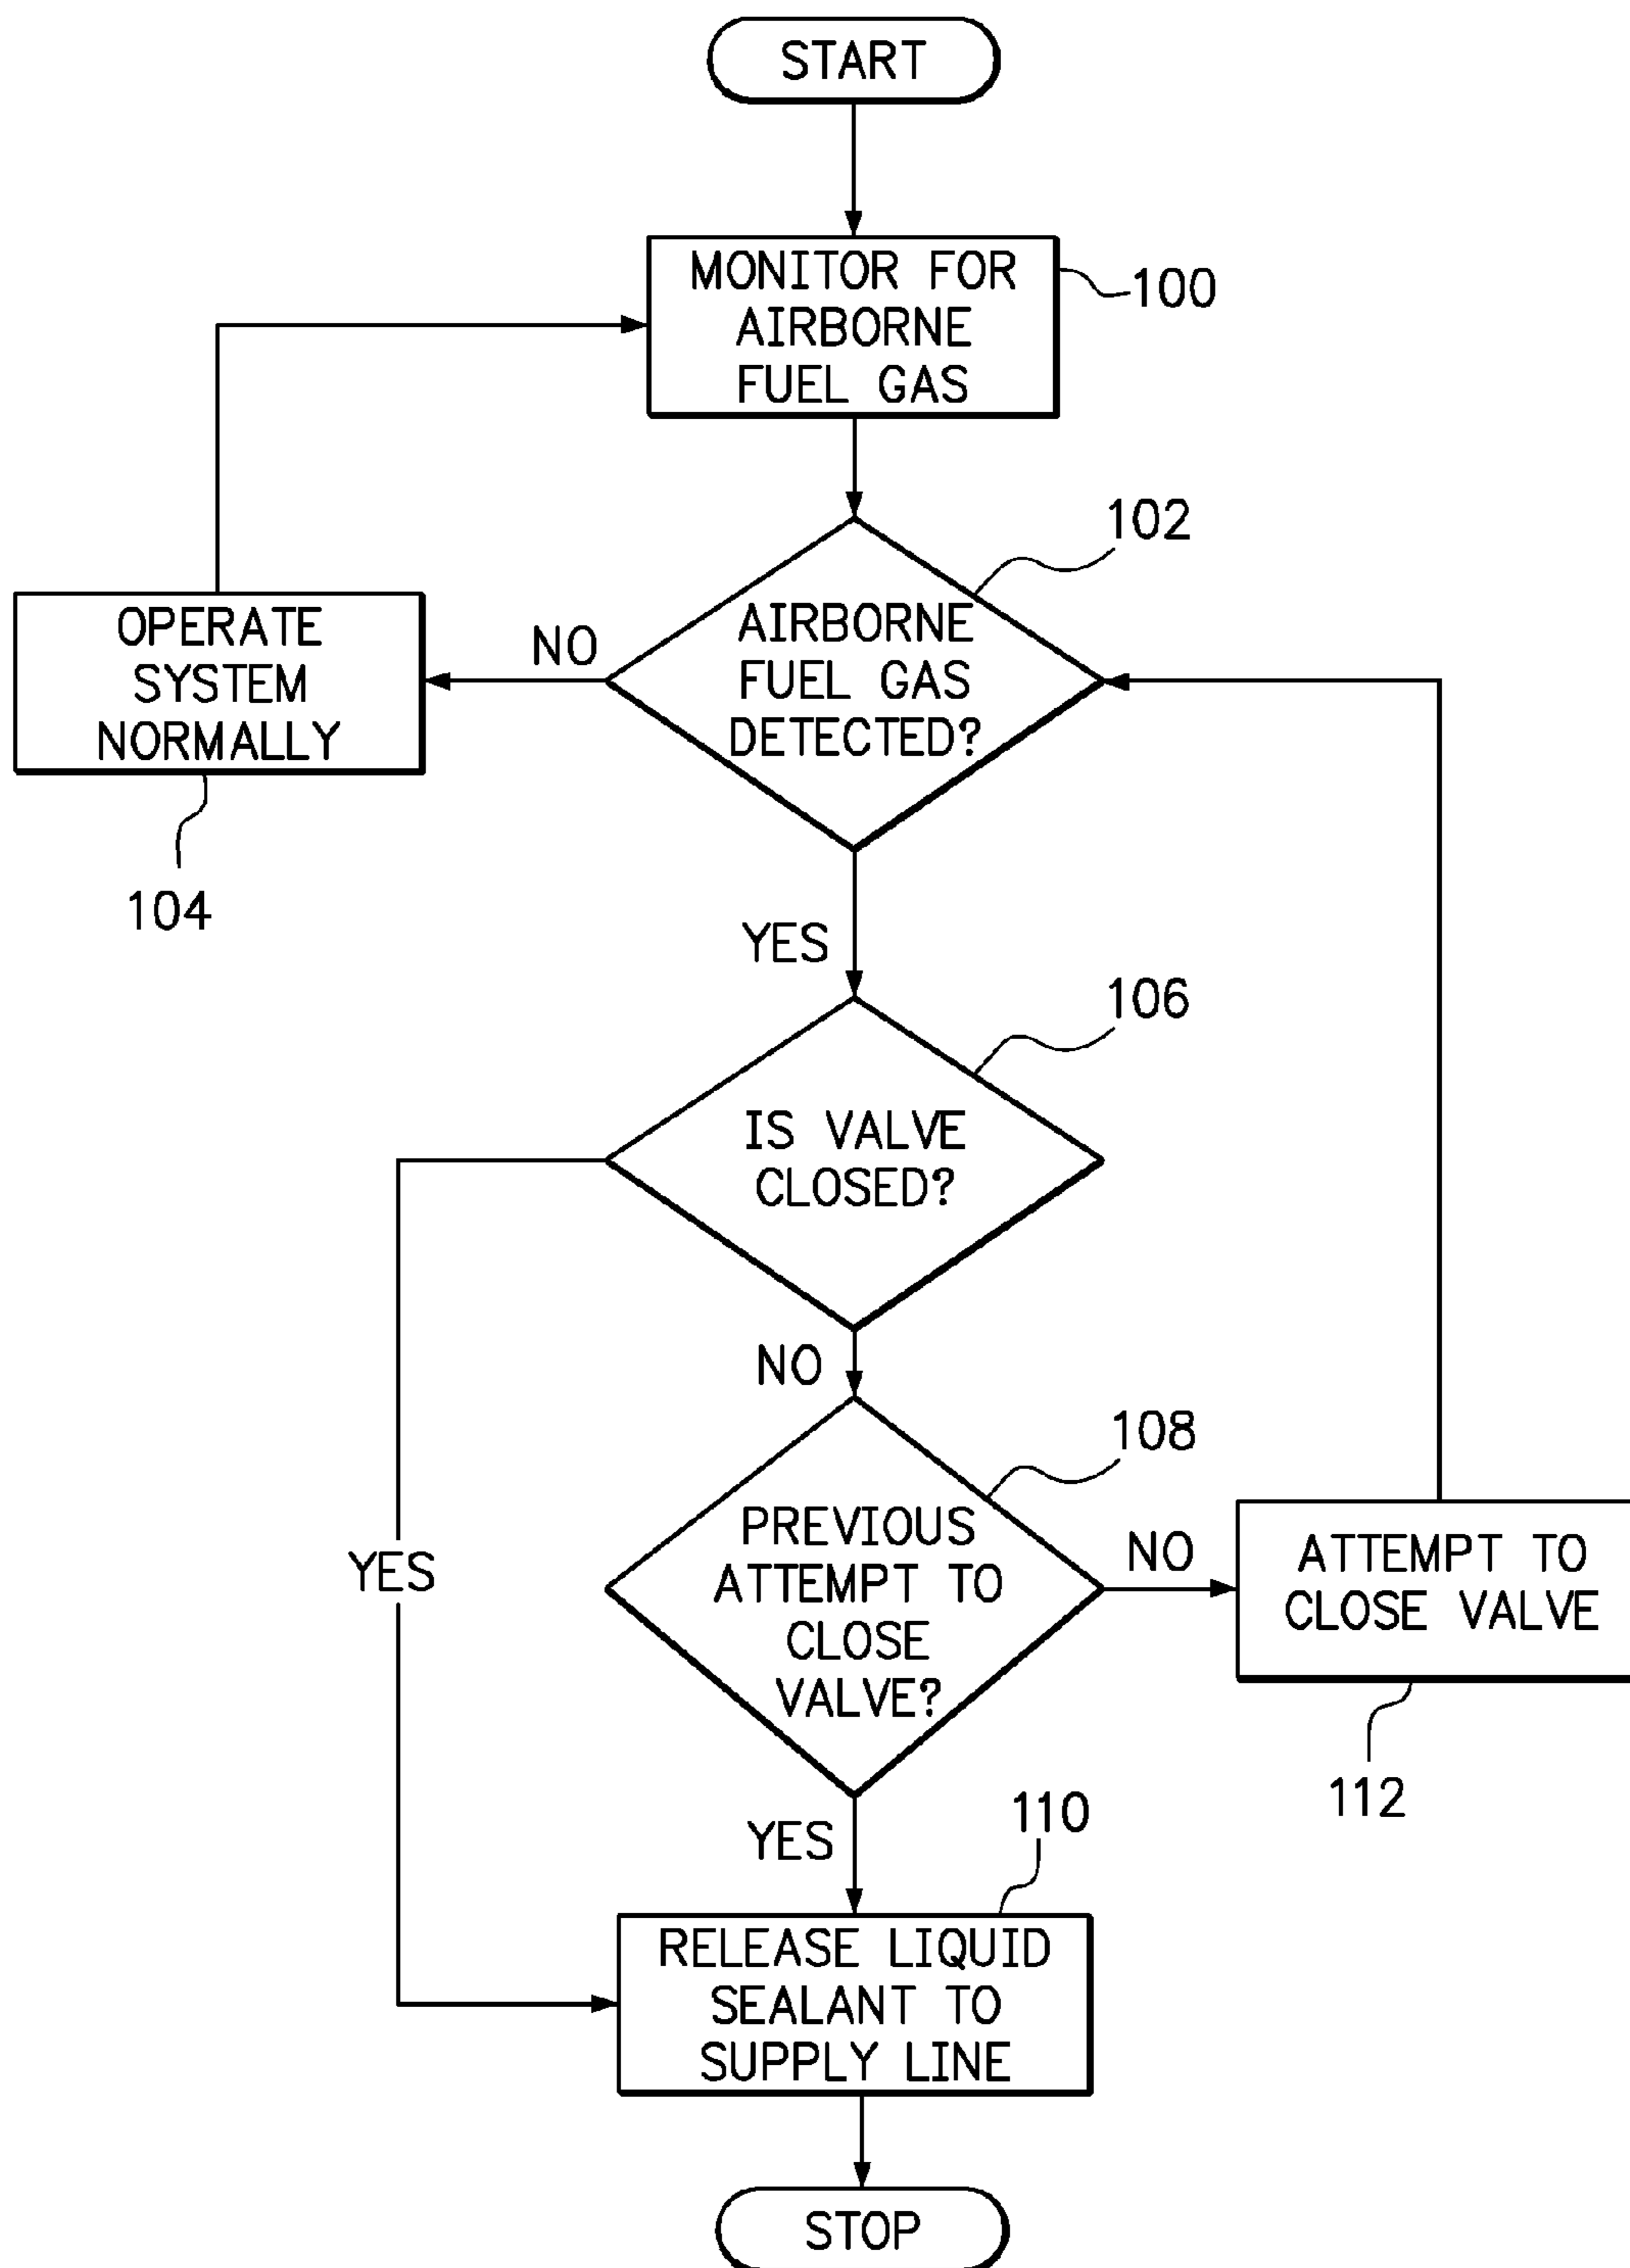 START
MONITOR FOR
AIRBORNE
FUEL GAS
100
102
AIRBORNE
FUEL GAS
DETECTED?
NO
OPERATE
SYSTEM
NORMALLY
104
YES
106
IS VALVE
CLOSED?
NO
YES
108
PREVIOUS
ATTEMPT TO
CLOSE
VALVE?
NO
ATTEMPT TO
CLOSE VALVE
112
YES
110
RELEASE LIQUID
SEALANT TO
SUPPLY LINE
STOP